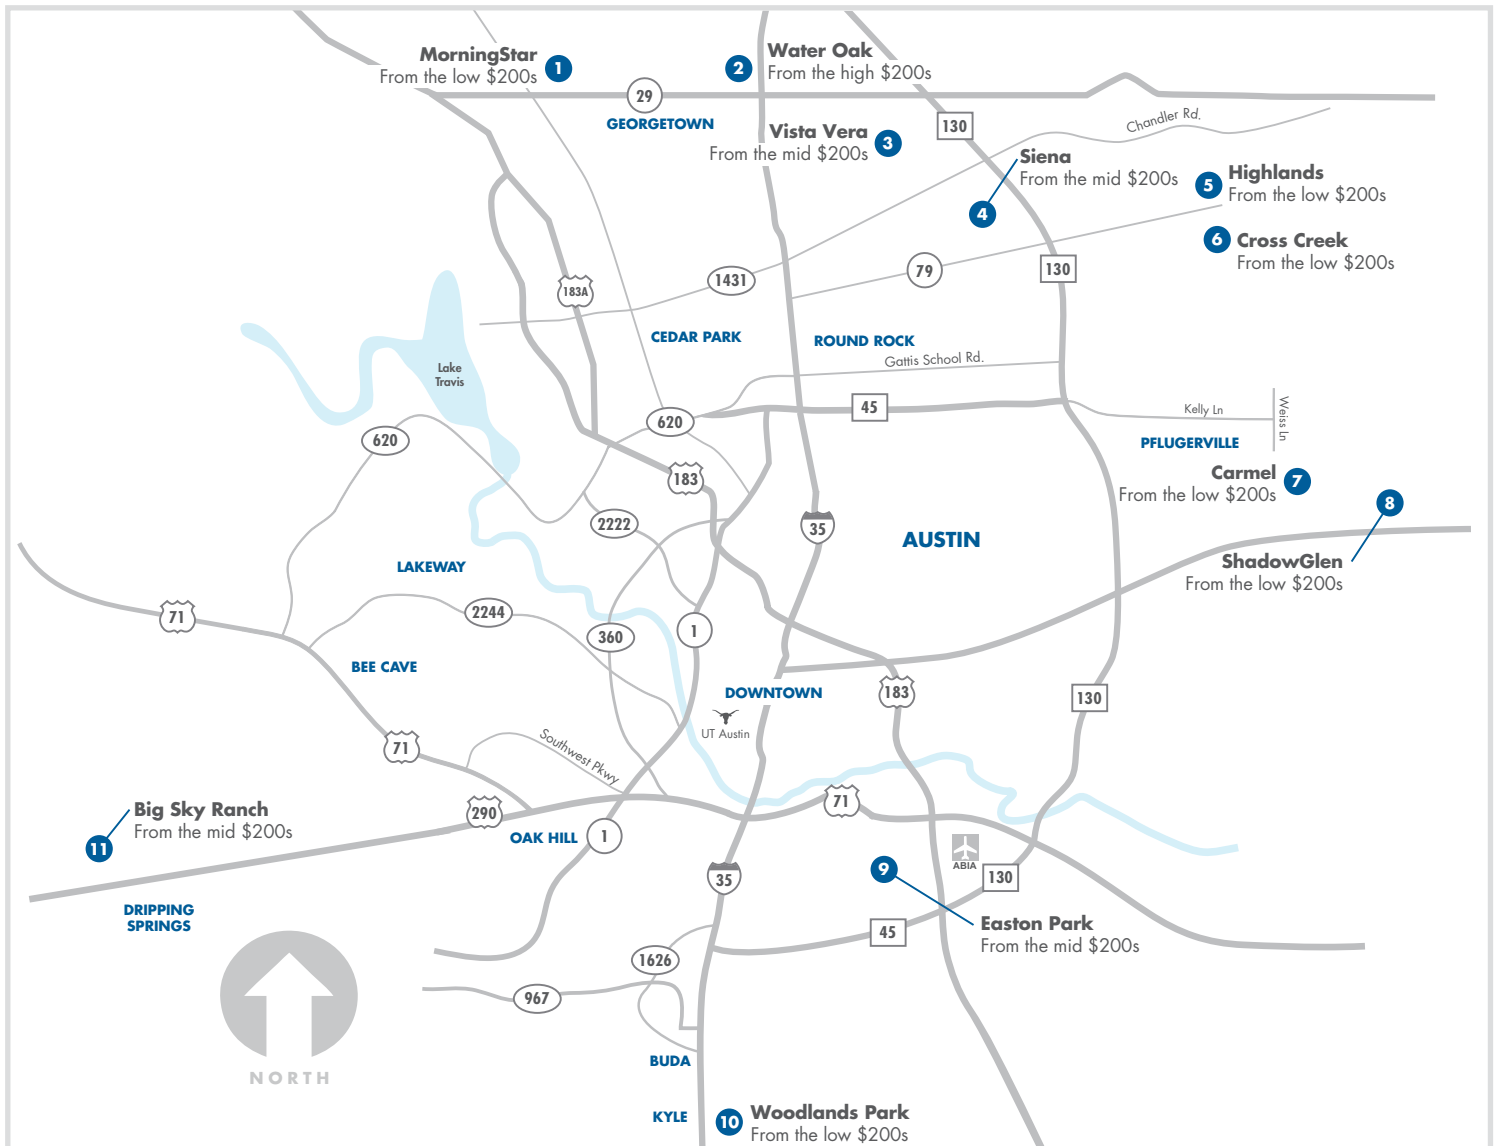 MorningStar
From the low $200s
1
2
Water Oak
From the high $200s
29
GEORGETOWN
130
Chandler Rd.
Vista Vera
From the mid $200s
3
Siena
From the mid $200s
4
5
Highlands
From the low $200s
6
Cross Creek
From the low $200s
183A
1431
79
130
CEDAR PARK
ROUND ROCK
Gattis School Rd.
Lake
Travis
620
620
45
Kelly Ln
Weiss Ln
PFLUGERVILLE
183
Carmel
From the low $200s
7
8
2222
35
AUSTIN
ShadowGlen
From the low $200s
LAKEWAY
71
2244
360
1
BEE CAVE
DOWNTOWN
183
130
UT Austin
71
Southwest Pkwy
290
71
Big Sky Ranch
From the mid $200s
11
OAK HILL
1
ABIA
35
9
130
DRIPPING
SPRINGS
45
Easton Park
From the mid $200s
1626
967
NORTH
BUDA
KYLE
10
Woodlands Park
From the low $200s